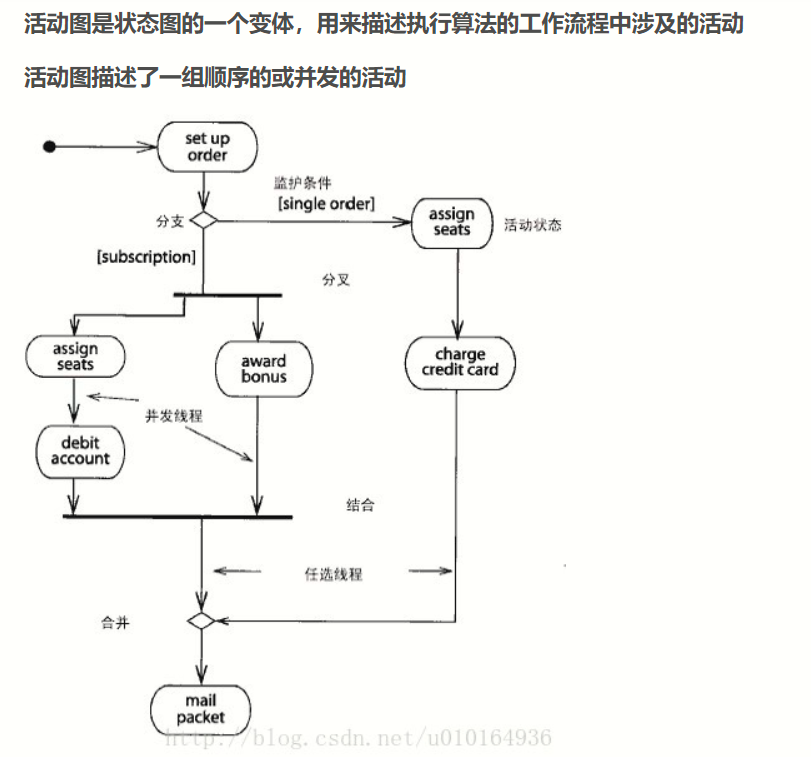 活动图是状态图的一个变体，用来描述执行算法的工作流程中涉及的活动
活动图描述了一组顺序的或并发的活动
set up
order
监护条件
[single order]
分支
assign
seats
活动状态
[subscription]
分叉
assign
seats
award
bonus
charge
credit card
并发线程
debit
account
结合
任选线程
合并
mail
packet
http://blog.csdn.net/u010164936